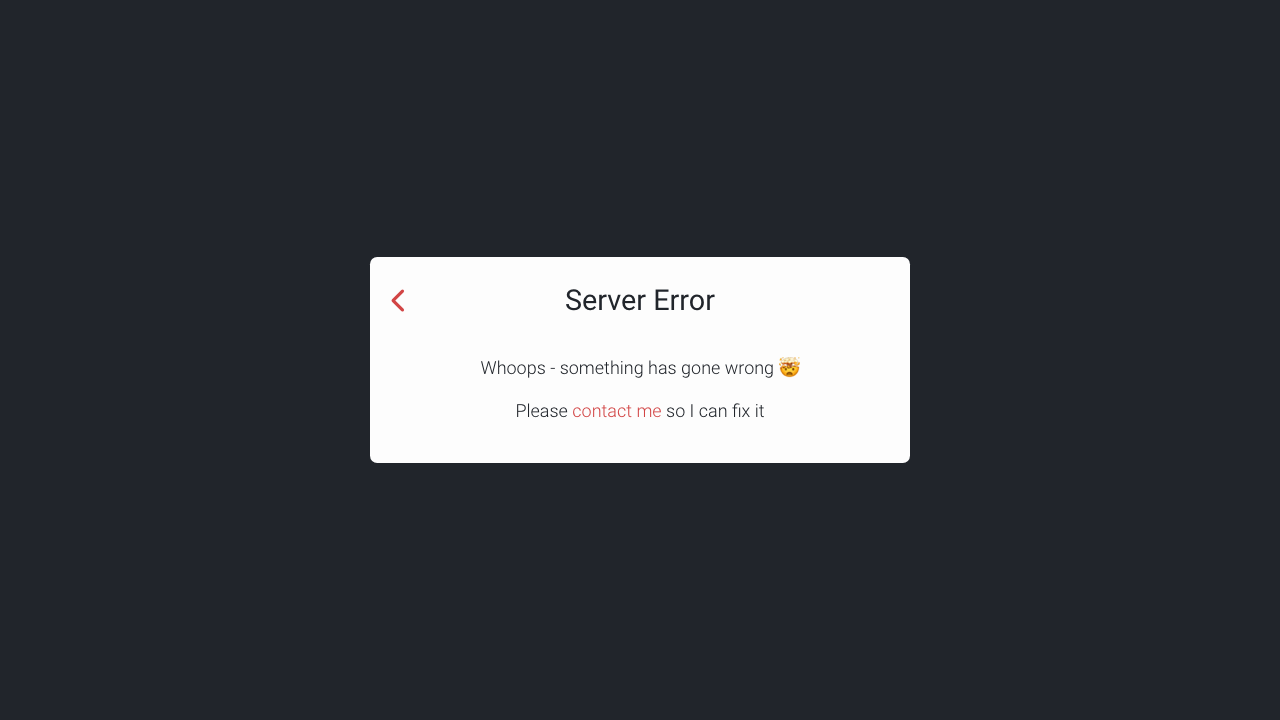 Server Error
Whoops - something has gone wrong 🤯
Please contact me so I can fix it